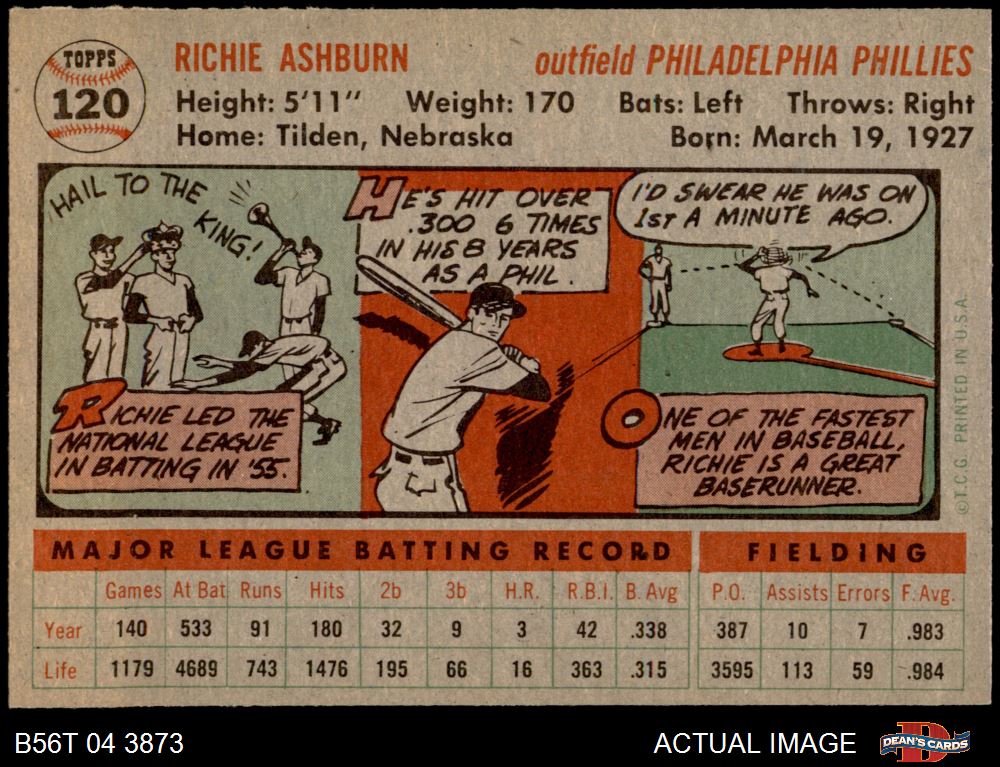 TOPPS
120
RICHIE ASHBURN
outfield PHILADELPHIA PHILLIES
Height: 5'11" Weight: 170 Bats: Left Throws: Right
Home: Tilden, Nebraska Born: March 19, 1927
HAIL TO THE
KING!
RICHIE LED THE
NATIONAL LEAGUE
IN BATTING IN '55.
HE'S HIT OVER
.300 6 TIMES
IN HIS 8 YEARS
AS A PHIL.
I'D SWEAR HE WAS ON
1ST A MINUTE AGO.
ONE OF THE FASTEST
MEN IN BASEBALL,
RICHIE IS A GREAT
BASERUNNER.
©T.C.G. PRINTED IN U.S.A.
MAJOR LEAGUE BATTING RECORD FIELDING
Games At Bat Runs Hits 2b 3b H.R. R.B.I. B. Avg P.O. Assists Errors F. Avg.
Year 140 533 91 180 32 9 3 42 .338 387 10 7 .983
Life 1179 4689 743 1476 195 66 16 363 .315 3595 113 59 .984
B56T 04 3873
ACTUAL IMAGE
DEAN'S CARDS